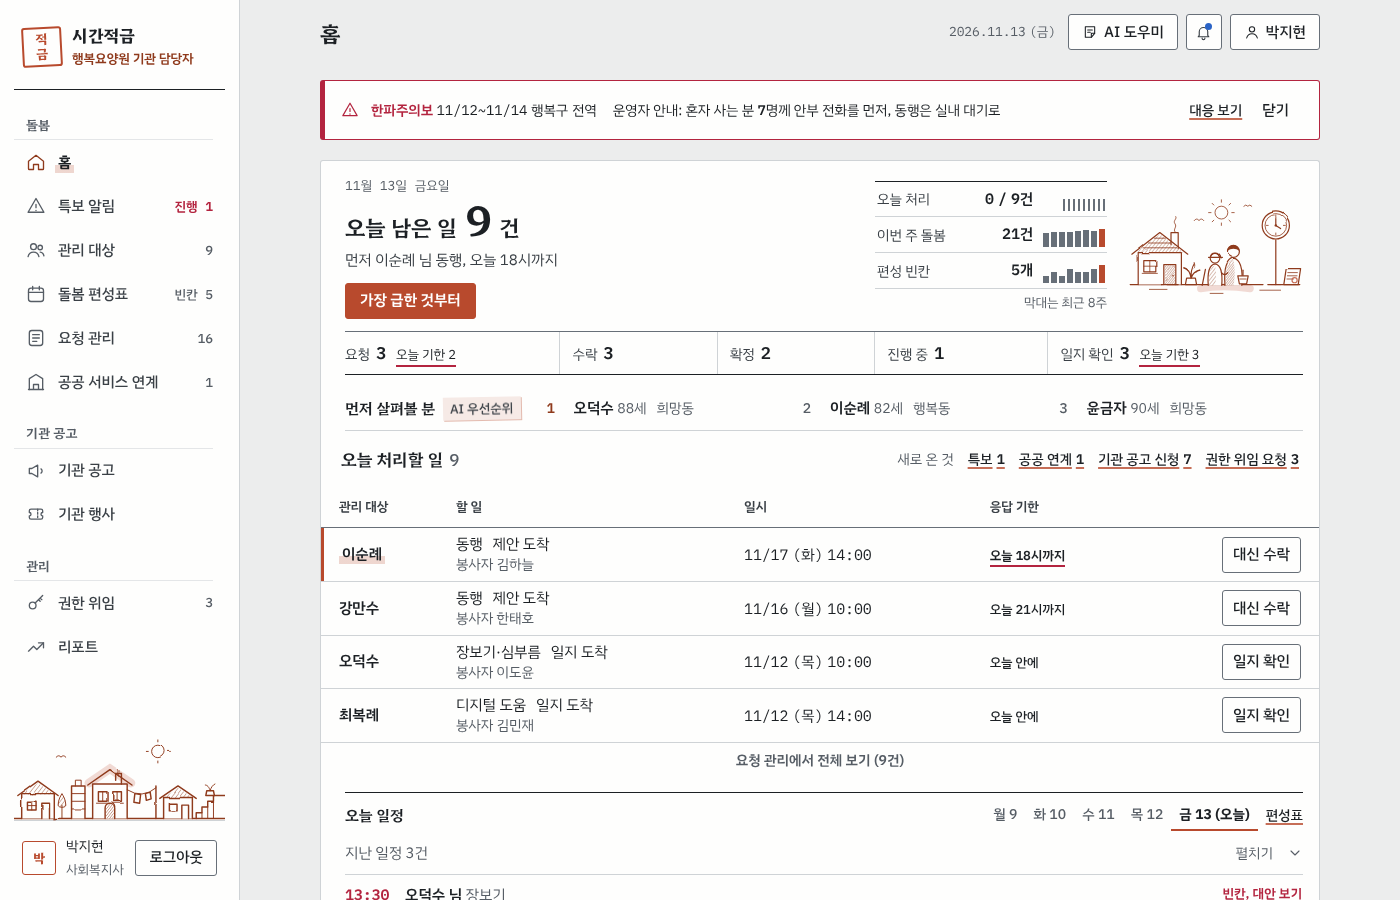 적금
시간적금
행복요양원 기관 담당자
돌봄
홈
특보 알림 진행 1
관리 대상 9
돌봄 편성표 빈칸 5
요청 관리 16
공공 서비스 연계 1
기관 공고
기관 공고
기관 행사
관리
권한 위임 3
리포트
박
박지현
사회복지사
로그아웃
홈
2026.11.13 (금)
AI 도우미
박지현
한파주의보 11/12~11/14 행복구 전역 운영자 안내: 혼자 사는 분 7명께 안부 전화를 먼저, 동행은 실내 대기로 대응 보기 닫기
11월 13일 금요일
오늘 남은 일 9 건
먼저 이순례 님 동행, 오늘 18시까지
가장 급한 것부터
오늘 처리 0 / 9건
이번 주 돌봄 21건
편성 빈칸 5개
막대는 최근 8주
요청 3 오늘 기한 2 수락 3 확정 2 진행 중 1 일지 확인 3 오늘 기한 3
먼저 살펴볼 분 AI 우선순위 1 오덕수 88세 희망동 2 이순례 82세 행복동 3 윤금자 90세 희망동
오늘 처리할 일 9 새로 온 것 특보 1 공공 연계 1 기관 공고 신청 7 권한 위임 요청 3
관리 대상 할 일 일시 응답 기한
이순례 동행 제안 도착 11/17 (화) 14:00 오늘 18시까지 대신 수락
봉사자 김하늘
강만수 동행 제안 도착 11/16 (월) 10:00 오늘 21시까지 대신 수락
봉사자 한태호
오덕수 장보기·심부름 일지 도착 11/12 (목) 10:00 오늘 안에 일지 확인
봉사자 이도윤
최복례 디지털 도움 일지 도착 11/12 (목) 14:00 오늘 안에 일지 확인
봉사자 김민재
요청 관리에서 전체 보기 (9건)
오늘 일정 월 9 화 10 수 11 목 12 금 13 (오늘) 편성표
지난 일정 3건 펼치기
13:30 오덕수 님 장보기 빈칸, 대안 보기